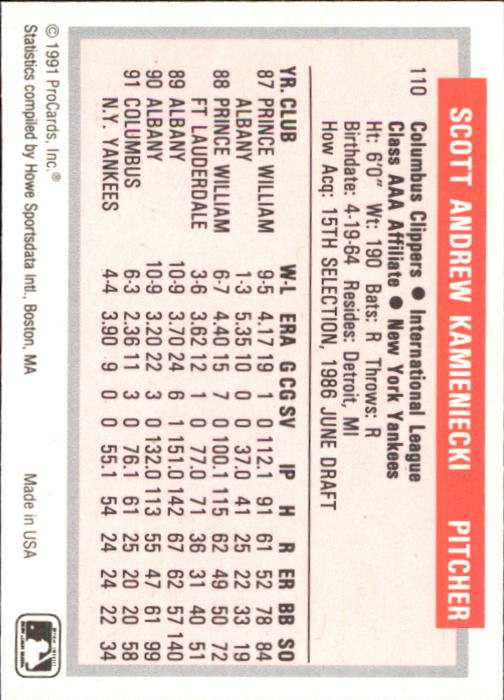 SCOTT ANDREW KAMIENIECKI PITCHER
110 Columbus Clippers ● International League
Class AAA Affiliate ● New York Yankees
Ht: 6'0" Wt: 190 Bats: R Throws: R
Birthdate: 4-19-64 Resides: Detroit, MI
How Acq: 15TH SELECTION, 1986 JUNE DRAFT
YR. CLUB W-L ERA G CG SV IP H R ER BB SO
87 PRINCE WILLIAM 9-5 4.17 19 1 0 112.1 91 61 52 78 84
ALBANY 1-3 5.35 10 0 0 37.0 41 25 22 33 19
88 PRINCE WILLIAM 6-7 4.40 15 7 0 100.1 115 62 49 50 72
FT LAUDERDALE 3-6 3.62 12 1 0 77.0 71 36 31 40 51
89 ALBANY 10-9 3.70 24 6 1 151.0 142 67 62 57 140
90 ALBANY 10-9 3.20 22 3 0 132.0 113 55 47 61 99
91 COLUMBUS 6-3 2.36 11 3 0 76.1 61 25 20 20 58
N.Y. YANKEES 4-4 3.90 9 0 0 55.1 54 24 24 22 34
© 1991 ProCards, Inc.®
Statistics compiled by Howe Sportsdata Intl., Boston, MA Made in USA